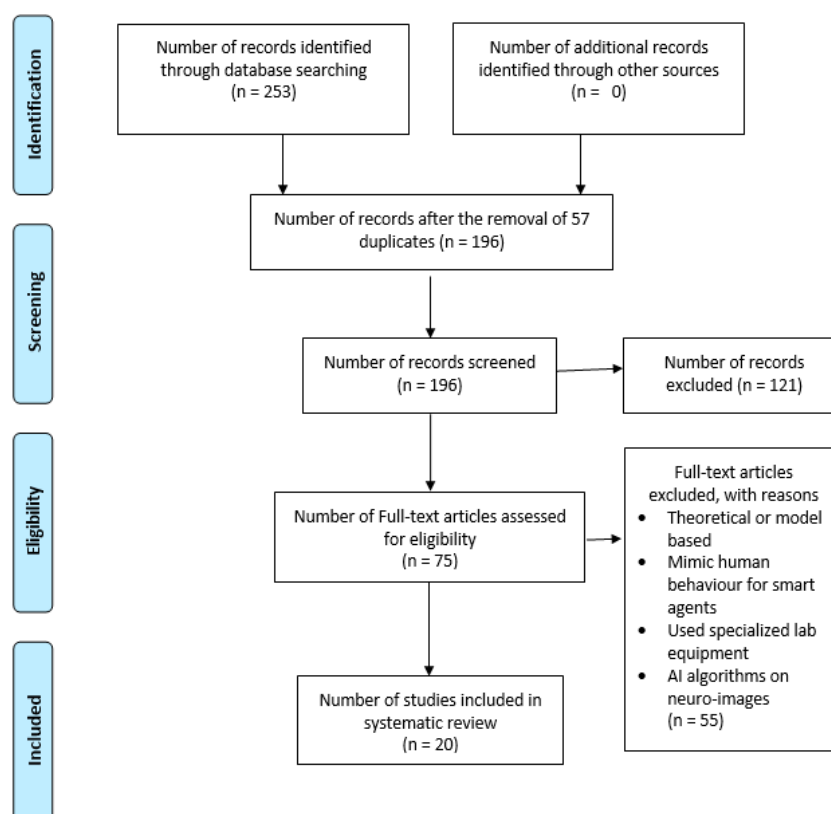 Identification
Number of records identified
through database searching
(n = 253)
Number of additional records
identified through other sources
(n = 0)
Number of records after the removal of 57
duplicates (n = 196)
Screening
Number of records screened
(n = 196)
Number of records
excluded (n = 121)
Eligibility
Number of Full-text articles assessed
for eligibility
(n = 75)
Full-text articles
excluded, with reasons
• Theoretical or model
based
• Mimic human
behaviour for smart
agents
• Used specialized lab
equipment
• AI algorithms on
neuro-images
(n = 55)
Included
Number of studies included in
systematic review
(n = 20)